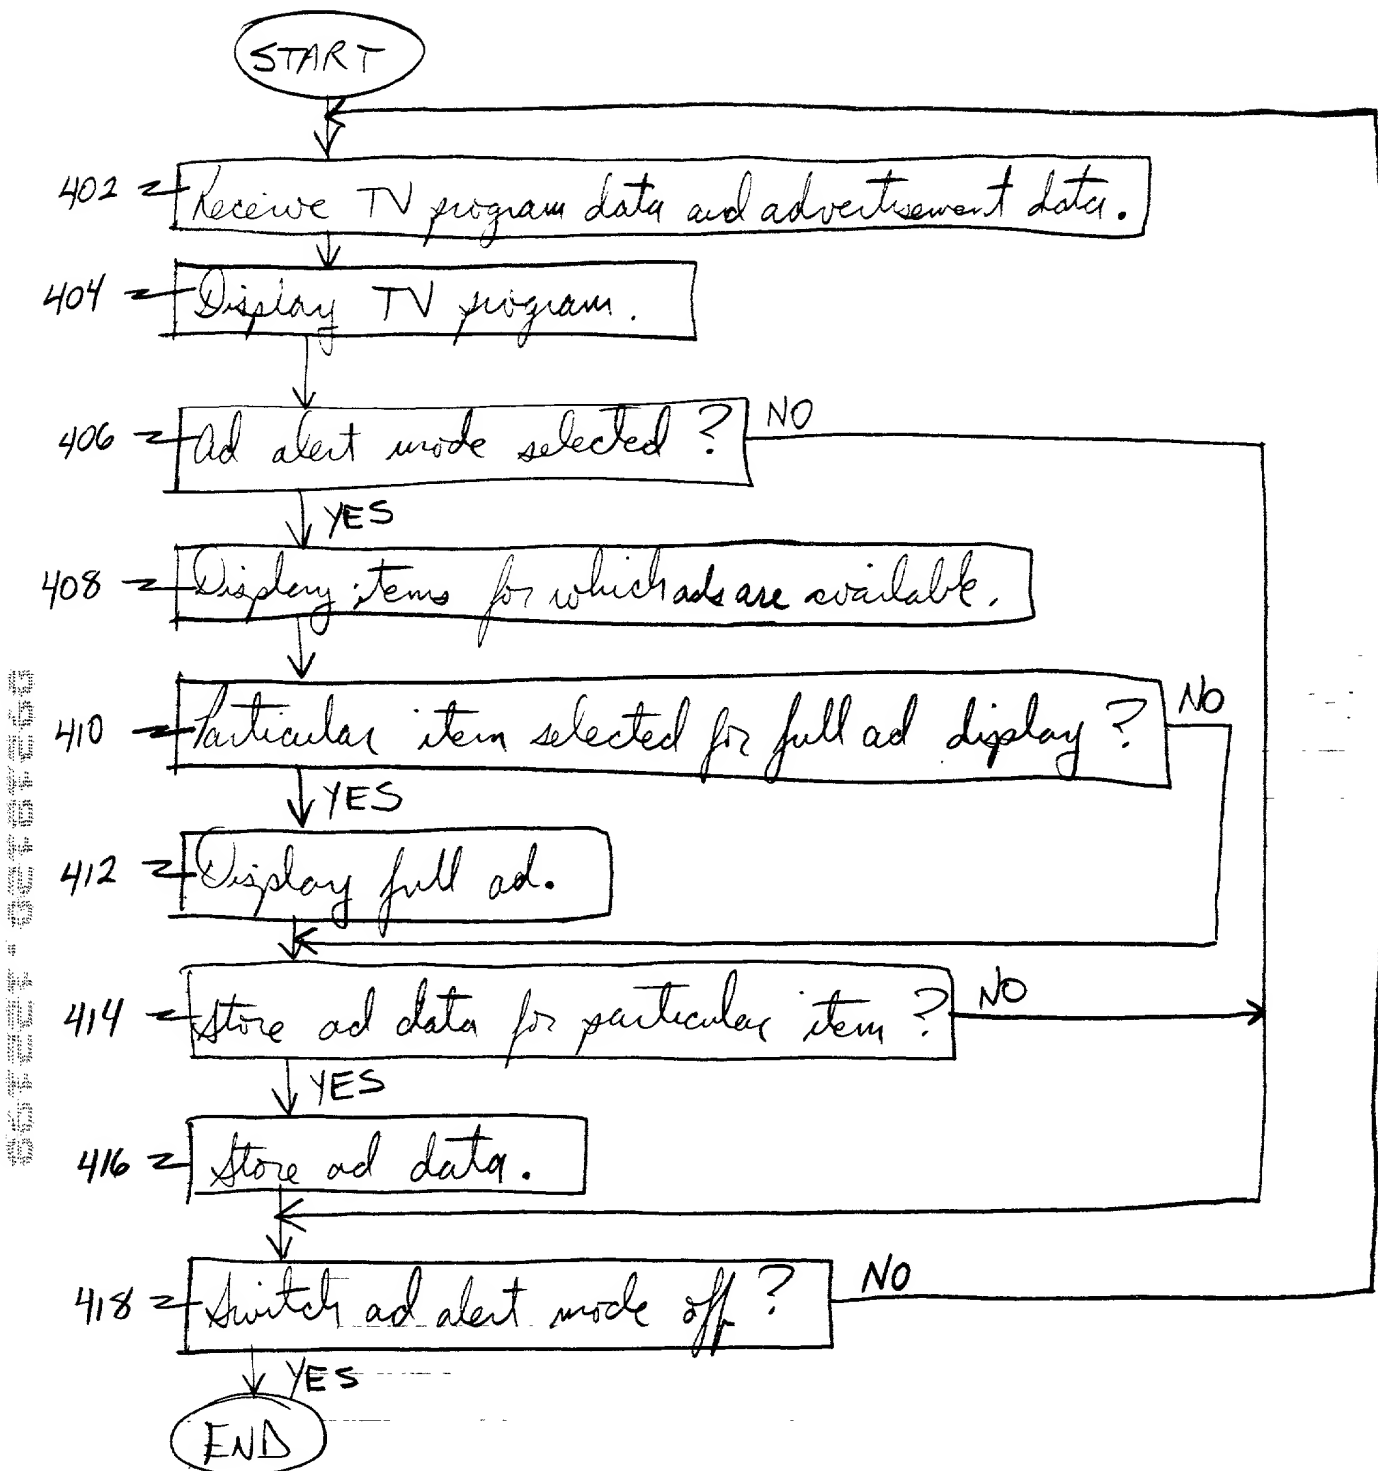 START
402 Receive TV program data and advertisement data.
404 Display TV program.
406 Ad alert mode selected? NO
YES
408 Display items for which ads are available.
410 Particular item selected for full ad display? NO
YES
412 Display full ad.
414 Store ad data for particular item? NO
YES
416 Store ad data.
418 Switch ad alert mode off? NO
YES
END